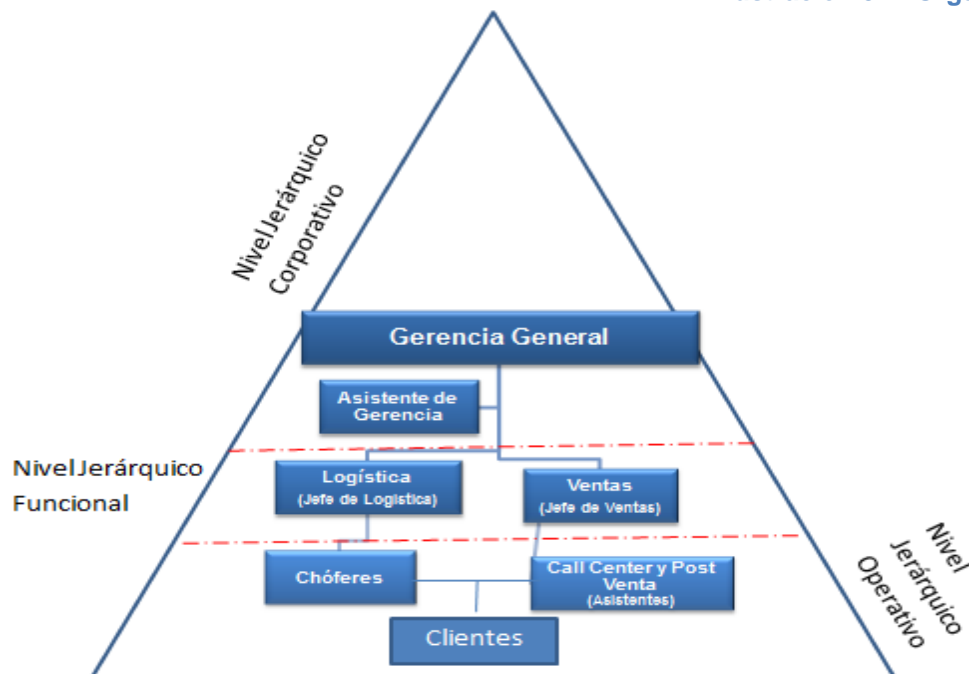 Nivel Jerárquico
Corporativo
Gerencia General
Asistente de
Gerencia
Nivel Jerárquico
Funcional
Logística
(Jefe de Logistica)
Ventas
(Jefe de Ventas)
Chóferes
Call Center y Post
Venta
(Asistentes)
Nivel
Jerárquico
Operativo
Clientes